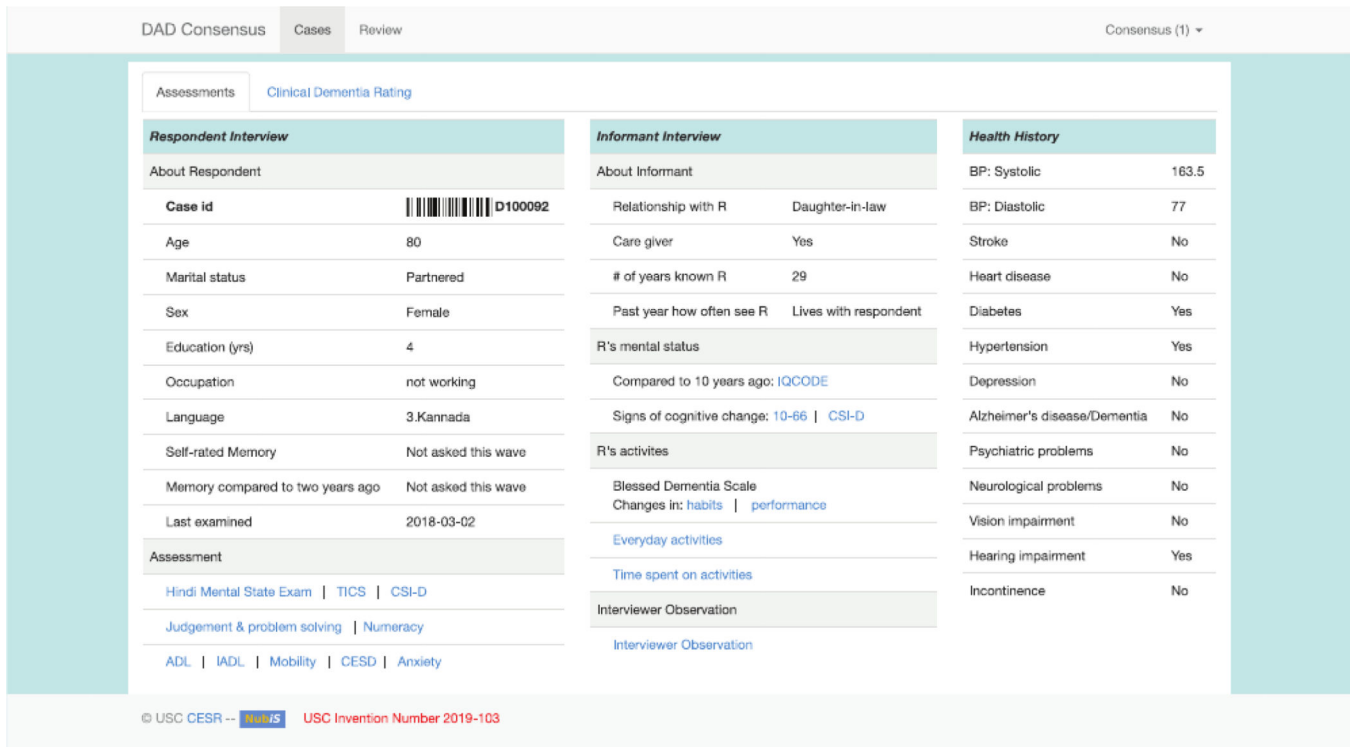 DAD Consensus Cases Review Consensus (1)
Assessments Clinical Dementia Rating
Respondent Interview
About Respondent
Case id D100092
Age 80
Marital status Partnered
Sex Female
Education (yrs) 4
Occupation not working
Language 3.Kannada
Self-rated Memory Not asked this wave
Memory compared to two years ago Not asked this wave
Last examined 2018-03-02
Assessment
Hindi Mental State Exam | TICS | CSI-D
Judgement & problem solving | Numeracy
ADL | IADL | Mobility | CESD | Anxiety
Informant Interview
About Informant
Relationship with R Daughter-in-law
Care giver Yes
# of years known R 29
Past year how often see R Lives with respondent
R's mental status
Compared to 10 years ago: IQCODE
Signs of cognitive change: 10-66 | CSI-D
R's activites
Blessed Dementia Scale
Changes in: habits | performance
Everyday activities
Time spent on activities
Interviewer Observation
Interviewer Observation
Health History
BP: Systolic 163.5
BP: Diastolic 77
Stroke No
Heart disease No
Diabetes Yes
Hypertension Yes
Depression No
Alzheimer's disease/Dementia No
Psychiatric problems No
Neurological problems No
Vision impairment No
Hearing impairment Yes
Incontinence No
© USC CESR -- NubiS USC Invention Number 2019-103